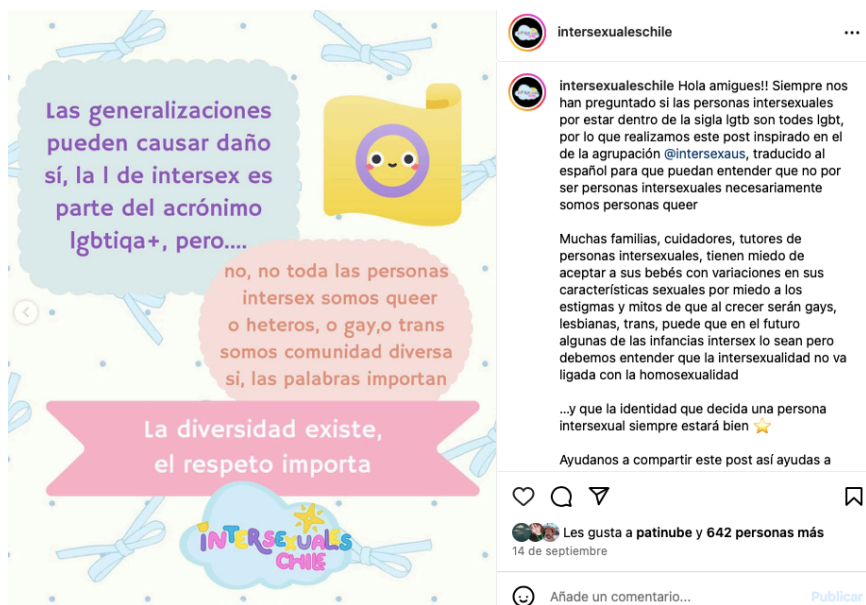 Las generalizaciones
pueden causar daño
sí, la I de intersex es
parte del acrónimo
lgbtiqa+, pero....
no, no toda las personas
intersex somos queer
o heteros, o gay,o trans
somos comunidad diversa
si, las palabras importan
La diversidad existe,
el respeto importa
INTERSEXUALES
CHILE
intersexualeschile
intersexualeschile Hola amigues!! Siempre nos
han preguntado si las personas intersexuales
por estar dentro de la sigla lgtb son todes lgbt,
por lo que realizamos este post inspirado en el
de la agrupación @intersexaus, traducido al
español para que puedan entender que no por
ser personas intersexuales necesariamente
somos personas queer
Muchas familias, cuidadores, tutores de
personas intersexuales, tienen miedo de
aceptar a sus bebés con variaciones en sus
características sexuales por miedo a los
estigmas y mitos de que al crecer serán gays,
lesbianas, trans, puede que en el futuro
algunas de las infancias intersex lo sean pero
debemos entender que la intersexualidad no va
ligada con la homosexualidad
...y que la identidad que decida una persona
intersexual siempre estará bien ⭐
Ayudanos a compartir este post así ayudas a
Les gusta a patinube y 642 personas más
14 de septiembre
Añade un comentario...
Publicar